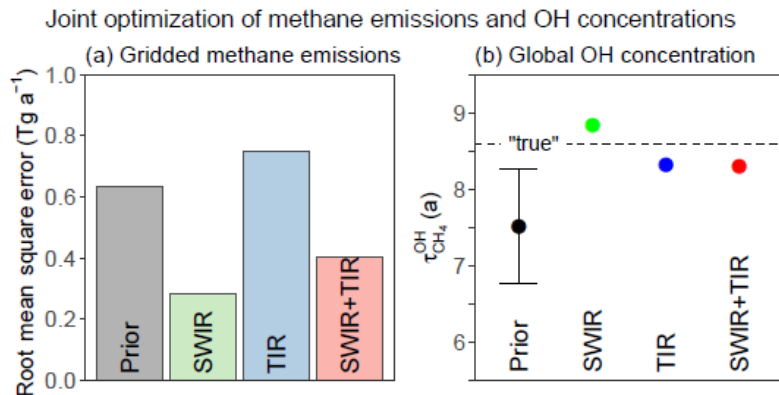 Joint optimization of methane emissions and OH concentrations
(a) Gridded methane emissions
Root mean square error (Tg a⁻¹)
1.0
0.8
0.6
0.4
0.2
0.0
Prior
SWIR
TIR
SWIR+TIR
(b) Global OH concentration
τ^OH_CH₄ (a)
9
8
7
6
"true"
Prior
SWIR
TIR
SWIR+TIR